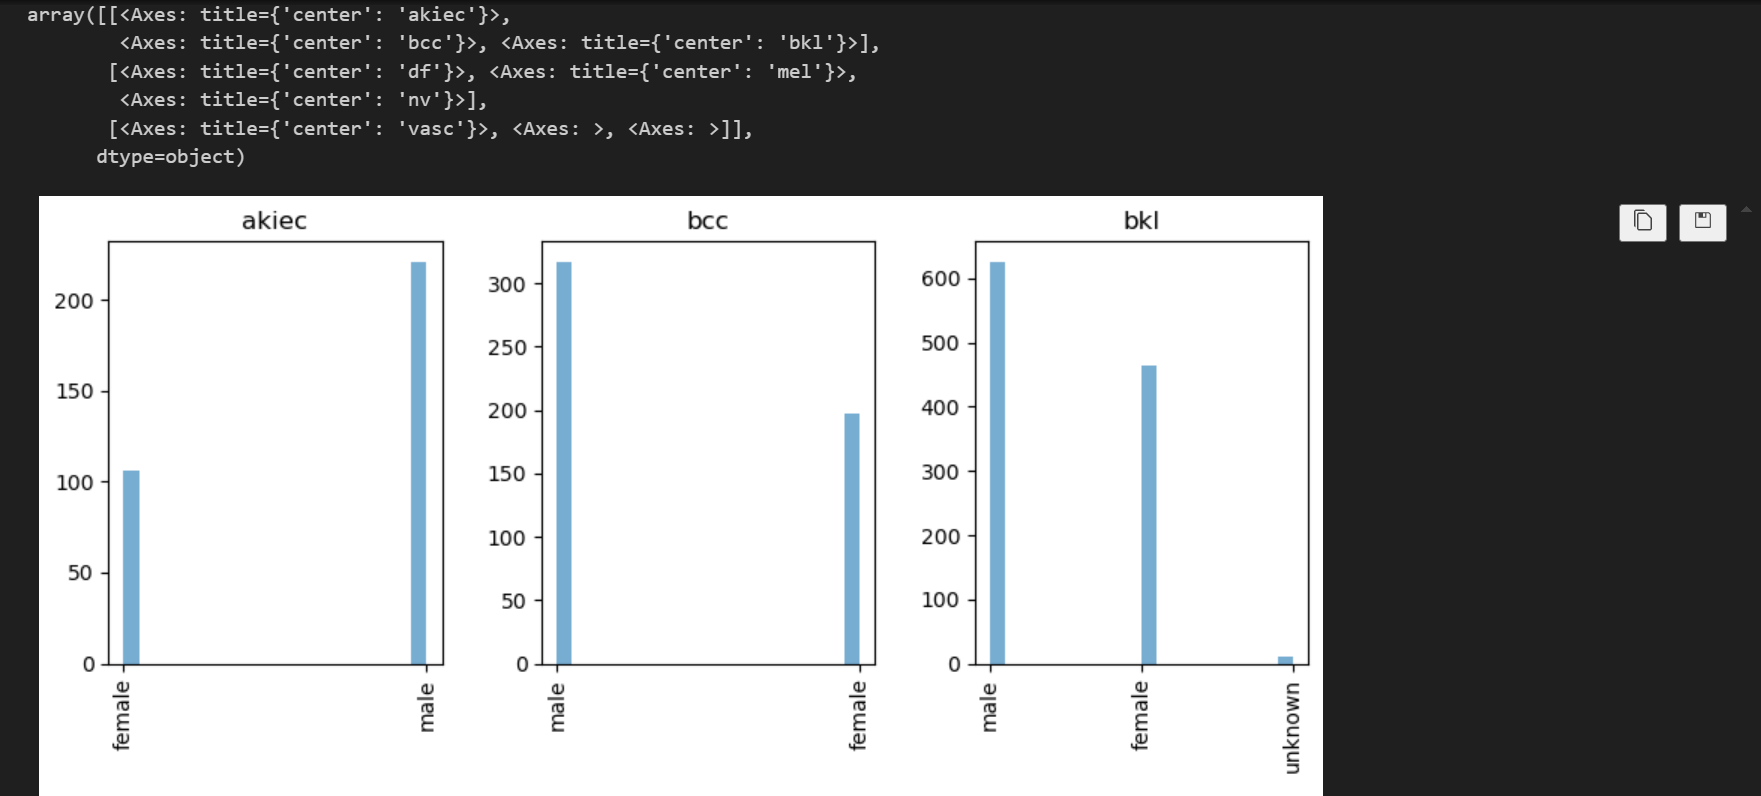 array([[<Axes: title={'center': 'akiec'}>,
<Axes: title={'center': 'bcc'}>, <Axes: title={'center': 'bkl'}>],
[<Axes: title={'center': 'df'}>, <Axes: title={'center': 'mel'}>,
<Axes: title={'center': 'nv'}>],
[<Axes: title={'center': 'vasc'}>, <Axes: >, <Axes: >]],
dtype=object)
akiec
200
150
100
50
0
female
male
bcc
300
250
200
150
100
50
0
male
female
bkl
600
500
400
300
200
100
0
male
female
unknown